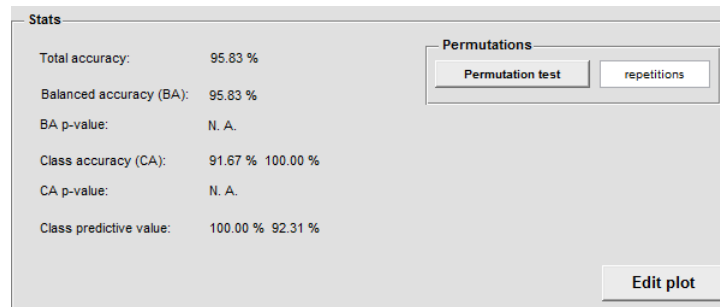 Stats
Permutations
Total accuracy: 95.83 %
Permutation test repetitions
Balanced accuracy (BA): 95.83 %
BA p-value: N. A.
Class accuracy (CA): 91.67 % 100.00 %
CA p-value: N. A.
Class predictive value: 100.00 % 92.31 %
Edit plot